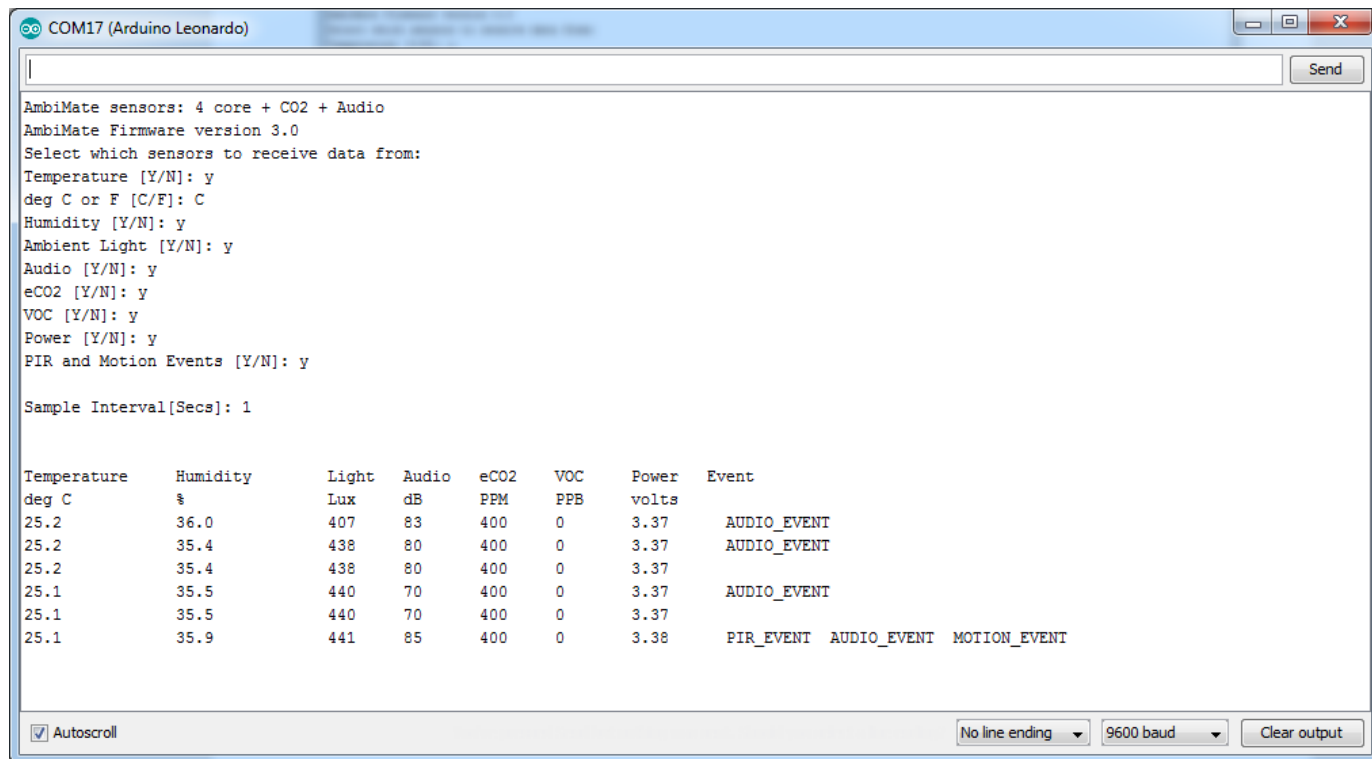 COM17 (Arduino Leonardo)
Send
AmbiMate sensors: 4 core + CO2 + Audio
AmbiMate Firmware version 3.0
Select which sensors to receive data from:
Temperature [Y/N]: y
deg C or F [C/F]: C
Humidity [Y/N]: y
Ambient Light [Y/N]: y
Audio [Y/N]: y
eCO2 [Y/N]: y
VOC [Y/N]: y
Power [Y/N]: y
PIR and Motion Events [Y/N]: y
Sample Interval[Secs]: 1
Temperature Humidity Light Audio eCO2 VOC Power Event
deg C % Lux dB PPM PPB volts
25.2 36.0 407 83 400 0 3.37 AUDIO_EVENT
25.2 35.4 438 80 400 0 3.37 AUDIO_EVENT
25.2 35.4 438 80 400 0 3.37
25.1 35.5 440 70 400 0 3.37 AUDIO_EVENT
25.1 35.5 440 70 400 0 3.37
25.1 35.9 441 85 400 0 3.38 PIR_EVENT AUDIO_EVENT MOTION_EVENT
Autoscroll No line ending 9600 baud Clear output